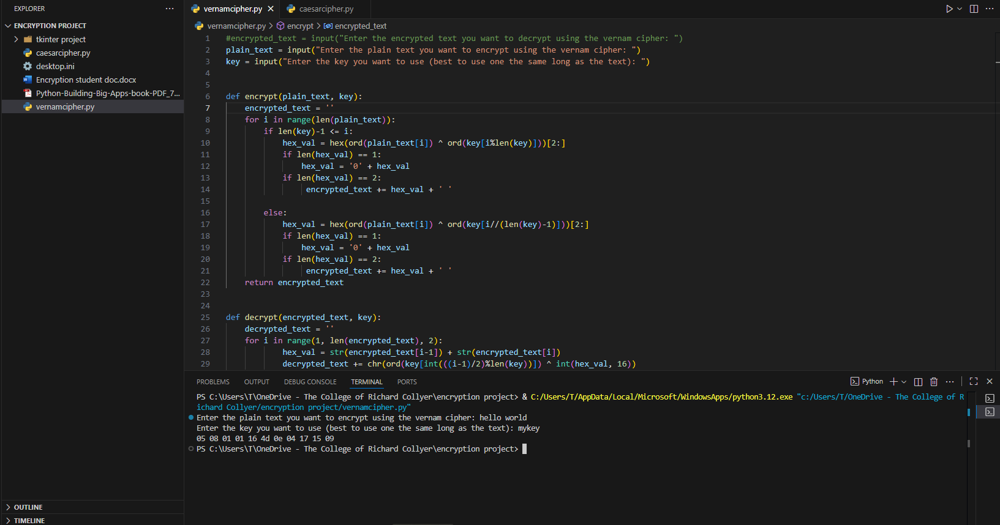 EXPLORER
ENCRYPTION PROJECT
tkinter project
caesarcipher.py
desktop.ini
Encryption student doc.docx
Python-Building-Big-Apps-book-PDF_7...
vernamcipher.py
OUTLINE
TIMELINE
vernamcipher.py caesarcipher.py
vernamcipher.py > encrypt > encrypted_text
1 #encrypted_text = input("Enter the encrypted text you want to decrypt using the vernam cipher: ")
2 plain_text = input("Enter the plain text you want to encrypt using the vernam cipher: ")
3 key = input("Enter the key you want to use (best to use one the same long as the text): ")
4
5
6 def encrypt(plain_text, key):
7     encrypted_text = ''
8     for i in range(len(plain_text)):
9         if len(key)-1 <= i:
10             hex_val = hex(ord(plain_text[i]) ^ ord(key[i%len(key)]))[2:]
11             if len(hex_val) == 1:
12                 hex_val = '0' + hex_val
13             if len(hex_val) == 2:
14                  encrypted_text += hex_val + ' '
15
16         else:
17             hex_val = hex(ord(plain_text[i]) ^ ord(key[i//(len(key)-1)]))[2:]
18             if len(hex_val) == 1:
19                 hex_val = '0' + hex_val
20             if len(hex_val) == 2:
21                  encrypted_text += hex_val + ' '
22     return encrypted_text
23
24
25 def decrypt(encrypted_text, key):
26     decrypted_text = ''
27     for i in range(1, len(encrypted_text), 2):
28             hex_val = str(encrypted_text[i-1]) + str(encrypted_text[i])
29             decrypted_text += chr(ord(key[int(((i-1)/2)%len(key))]) ^ int(hex_val, 16))
PROBLEMS OUTPUT DEBUG CONSOLE TERMINAL PORTS
Python
PS C:\Users\T\OneDrive - The College of Richard Collyer\encryption project> & C:/Users/T/AppData/Local/Microsoft/WindowsApps/python3.12.exe "c:/Users/T/OneDrive - The College of R
ichard Collyer/encryption project/vernamcipher.py"
Enter the plain text you want to encrypt using the vernam cipher: hello world
Enter the key you want to use (best to use one the same long as the text): mykey
05 08 01 01 16 4d 0e 04 17 15 09
PS C:\Users\T\OneDrive - The College of Richard Collyer\encryption project>